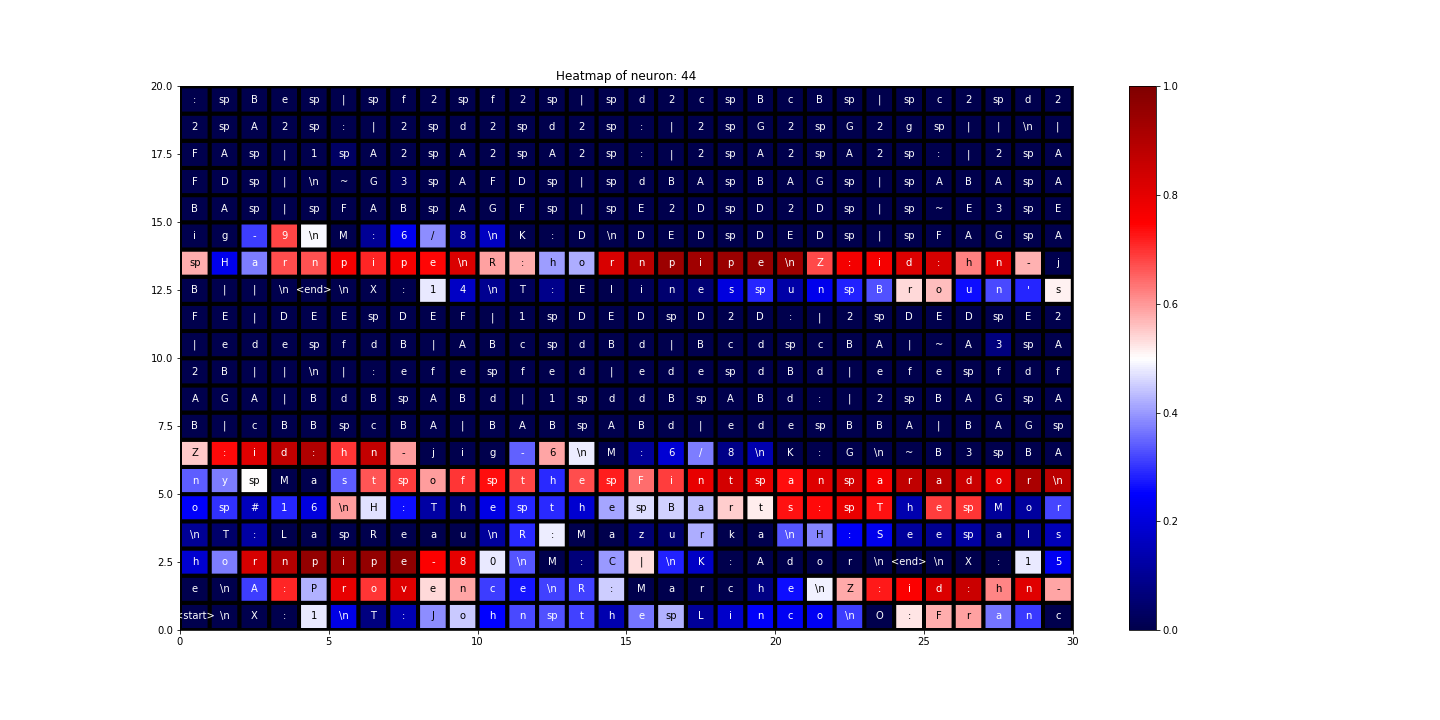 Heatmap of neuron: 44
20.0 : sp B e sp | sp f 2 sp f 2 sp | sp d 2 c sp B c B sp | sp c 2 sp d 2 1.0
2 sp A 2 sp : | 2 sp d 2 sp d 2 sp : | 2 sp G 2 sp G 2 g sp | | \n |
17.5 F A sp | 1 sp A 2 sp A 2 sp A 2 sp : | 2 sp A 2 sp A 2 sp : | 2 sp A
F D sp | \n ~ G 3 sp A F D sp | sp d B A sp B A G sp | sp A B A sp A 0.8
B A sp | sp F A B sp A G F sp | sp E 2 D sp D 2 D sp | sp ~ E 3 sp E
15.0 i g - 9 \n M : 6 / 8 \n K : D \n D E D sp D E D sp | sp F A G sp A
sp H a r n p i p e \n R : h o r n p i p e \n Z : i d : h n - j
12.5 B | | \n <end> \n X : 1 4 \n T : E l i n e s sp u n sp B r o u n ' s 0.6
F E | D E E sp D E F | 1 sp D E D sp D 2 D : | 2 sp D E D sp E 2
10.0 | e d e sp f d B | A B c sp d B d | B c d sp c B A | ~ A 3 sp A
2 B | | \n | : e f e sp f e d | e d e sp d B d | e f e sp f d f
A G A | B d B sp A B d | 1 sp d d B sp A B d : | 2 sp B A G sp A 0.4
7.5 B | c B B sp c B A | B A B sp A B d | e d e sp B B A | B A G sp
Z : i d : h n - j i g - 6 \n M : 6 / 8 \n K : G \n ~ B 3 sp B A
5.0 n y sp M a s t sp o f sp t h e sp F i n t sp a n sp a r a d o r \n
o sp # 1 6 \n H : T h e sp t h e sp B a r t s : sp T h e sp M o r 0.2
\n T : L a sp R e a u \n R : M a z u r k a \n H : S e e sp a l s
2.5 h o r n p i p e - 8 0 \n M : C | \n K : A d o r \n <end> \n X : 1 5
e \n A : P r o v e n c e \n R : M a r c h e \n Z : i d : h n -
<start> \n X : 1 \n T : J o h n sp t h e sp L i n c o \n O : F r a n c
0.0 0.0
0 5 10 15 20 25 30